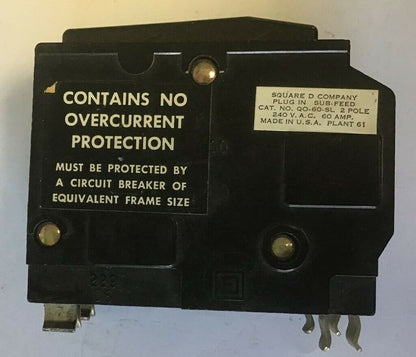 CONTAINS NO
OVERCURRENT
PROTECTION
MUST BE PROTECTED BY
A CIRCUIT BREAKER OF
EQUIVALENT FRAME SIZE
SQUARE D COMPANY
PLUG IN SUB-FEED
CAT. NO. QO-60-SL 2 POLE
240 V. A.C. 60 AMP.
MADE IN U.S.A. PLANT 61